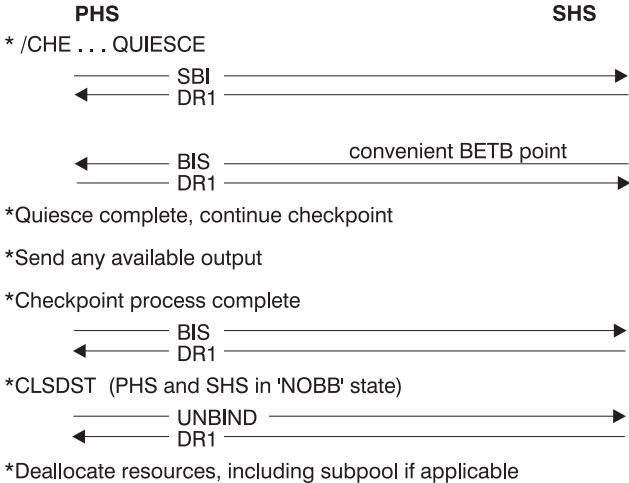 PHS SHS
* /CHE . . . QUIESCE
SBI
DR1
convenient BETB point
BIS
DR1
*Quiesce complete, continue checkpoint
*Send any available output
*Checkpoint process complete
BIS
DR1
*CLSDST (PHS and SHS in 'NOBB' state)
UNBIND
DR1
*Deallocate resources, including subpool if applicable